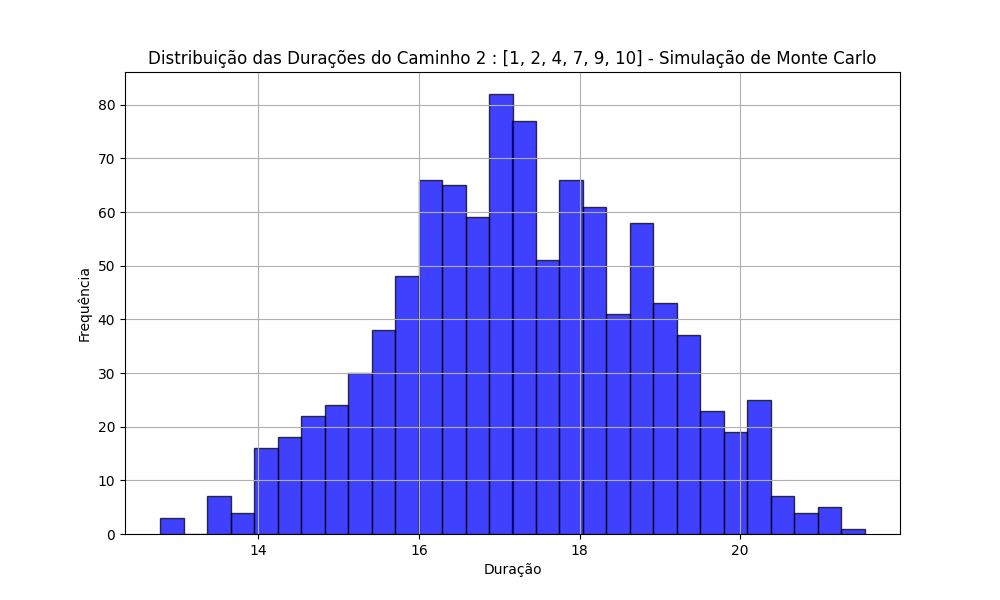 Distribuição das Durações do Caminho 2 : [1, 2, 4, 7, 9, 10] - Simulação de Monte Carlo
80
70
60
50
40
30
20
10
0
Frequência
14 16 18 20
Duração